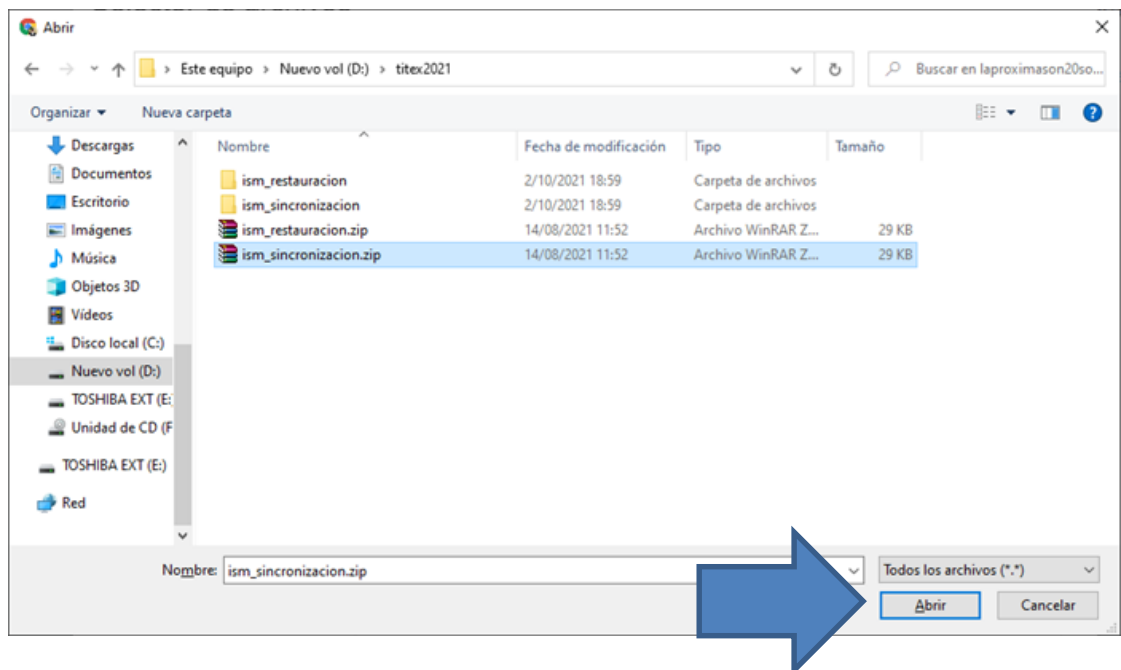 Abrir
Este equipo > Nuevo vol (D:) > titex2021
Buscar en laproximason20so...
Organizar
Nueva carpeta
Nombre Fecha de modificación Tipo Tamaño
Descargas
Documentos
Escritorio
Imágenes
Música
Objetos 3D
Vídeos
Disco local (C:)
Nuevo vol (D:)
TOSHIBA EXT (E:
Unidad de CD (F
TOSHIBA EXT (E:)
Red
ism_restauracion 2/10/2021 18:59 Carpeta de archivos
ism_sincronizacion 2/10/2021 18:59 Carpeta de archivos
ism_restauracion.zip 14/08/2021 11:52 Archivo WinRAR Z... 29 KB
ism_sincronizacion.zip 14/08/2021 11:52 Archivo WinRAR Z... 29 KB
Nombre: ism_sincronizacion.zip
Todos los archivos (*.*)
Abrir
Cancelar